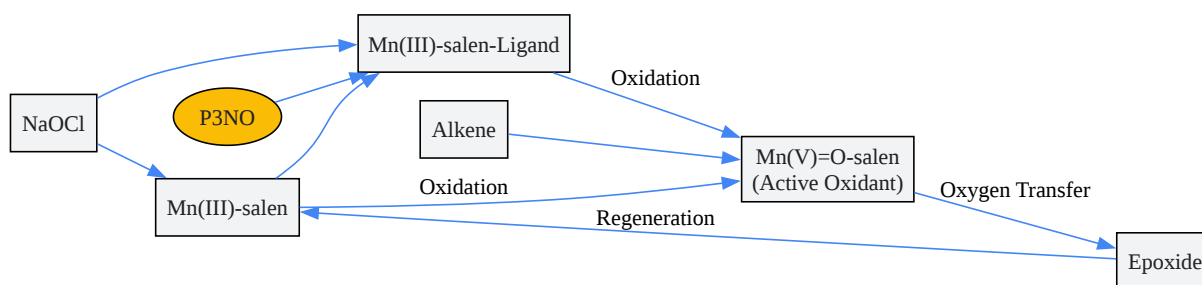 Mn(III)-salen-Ligand
Oxidation
NaOCl
P3NO
Alkene
Mn(V)=O-salen
(Active Oxidant)
Mn(III)-salen
Oxidation
Oxygen Transfer
Regeneration
Epoxide